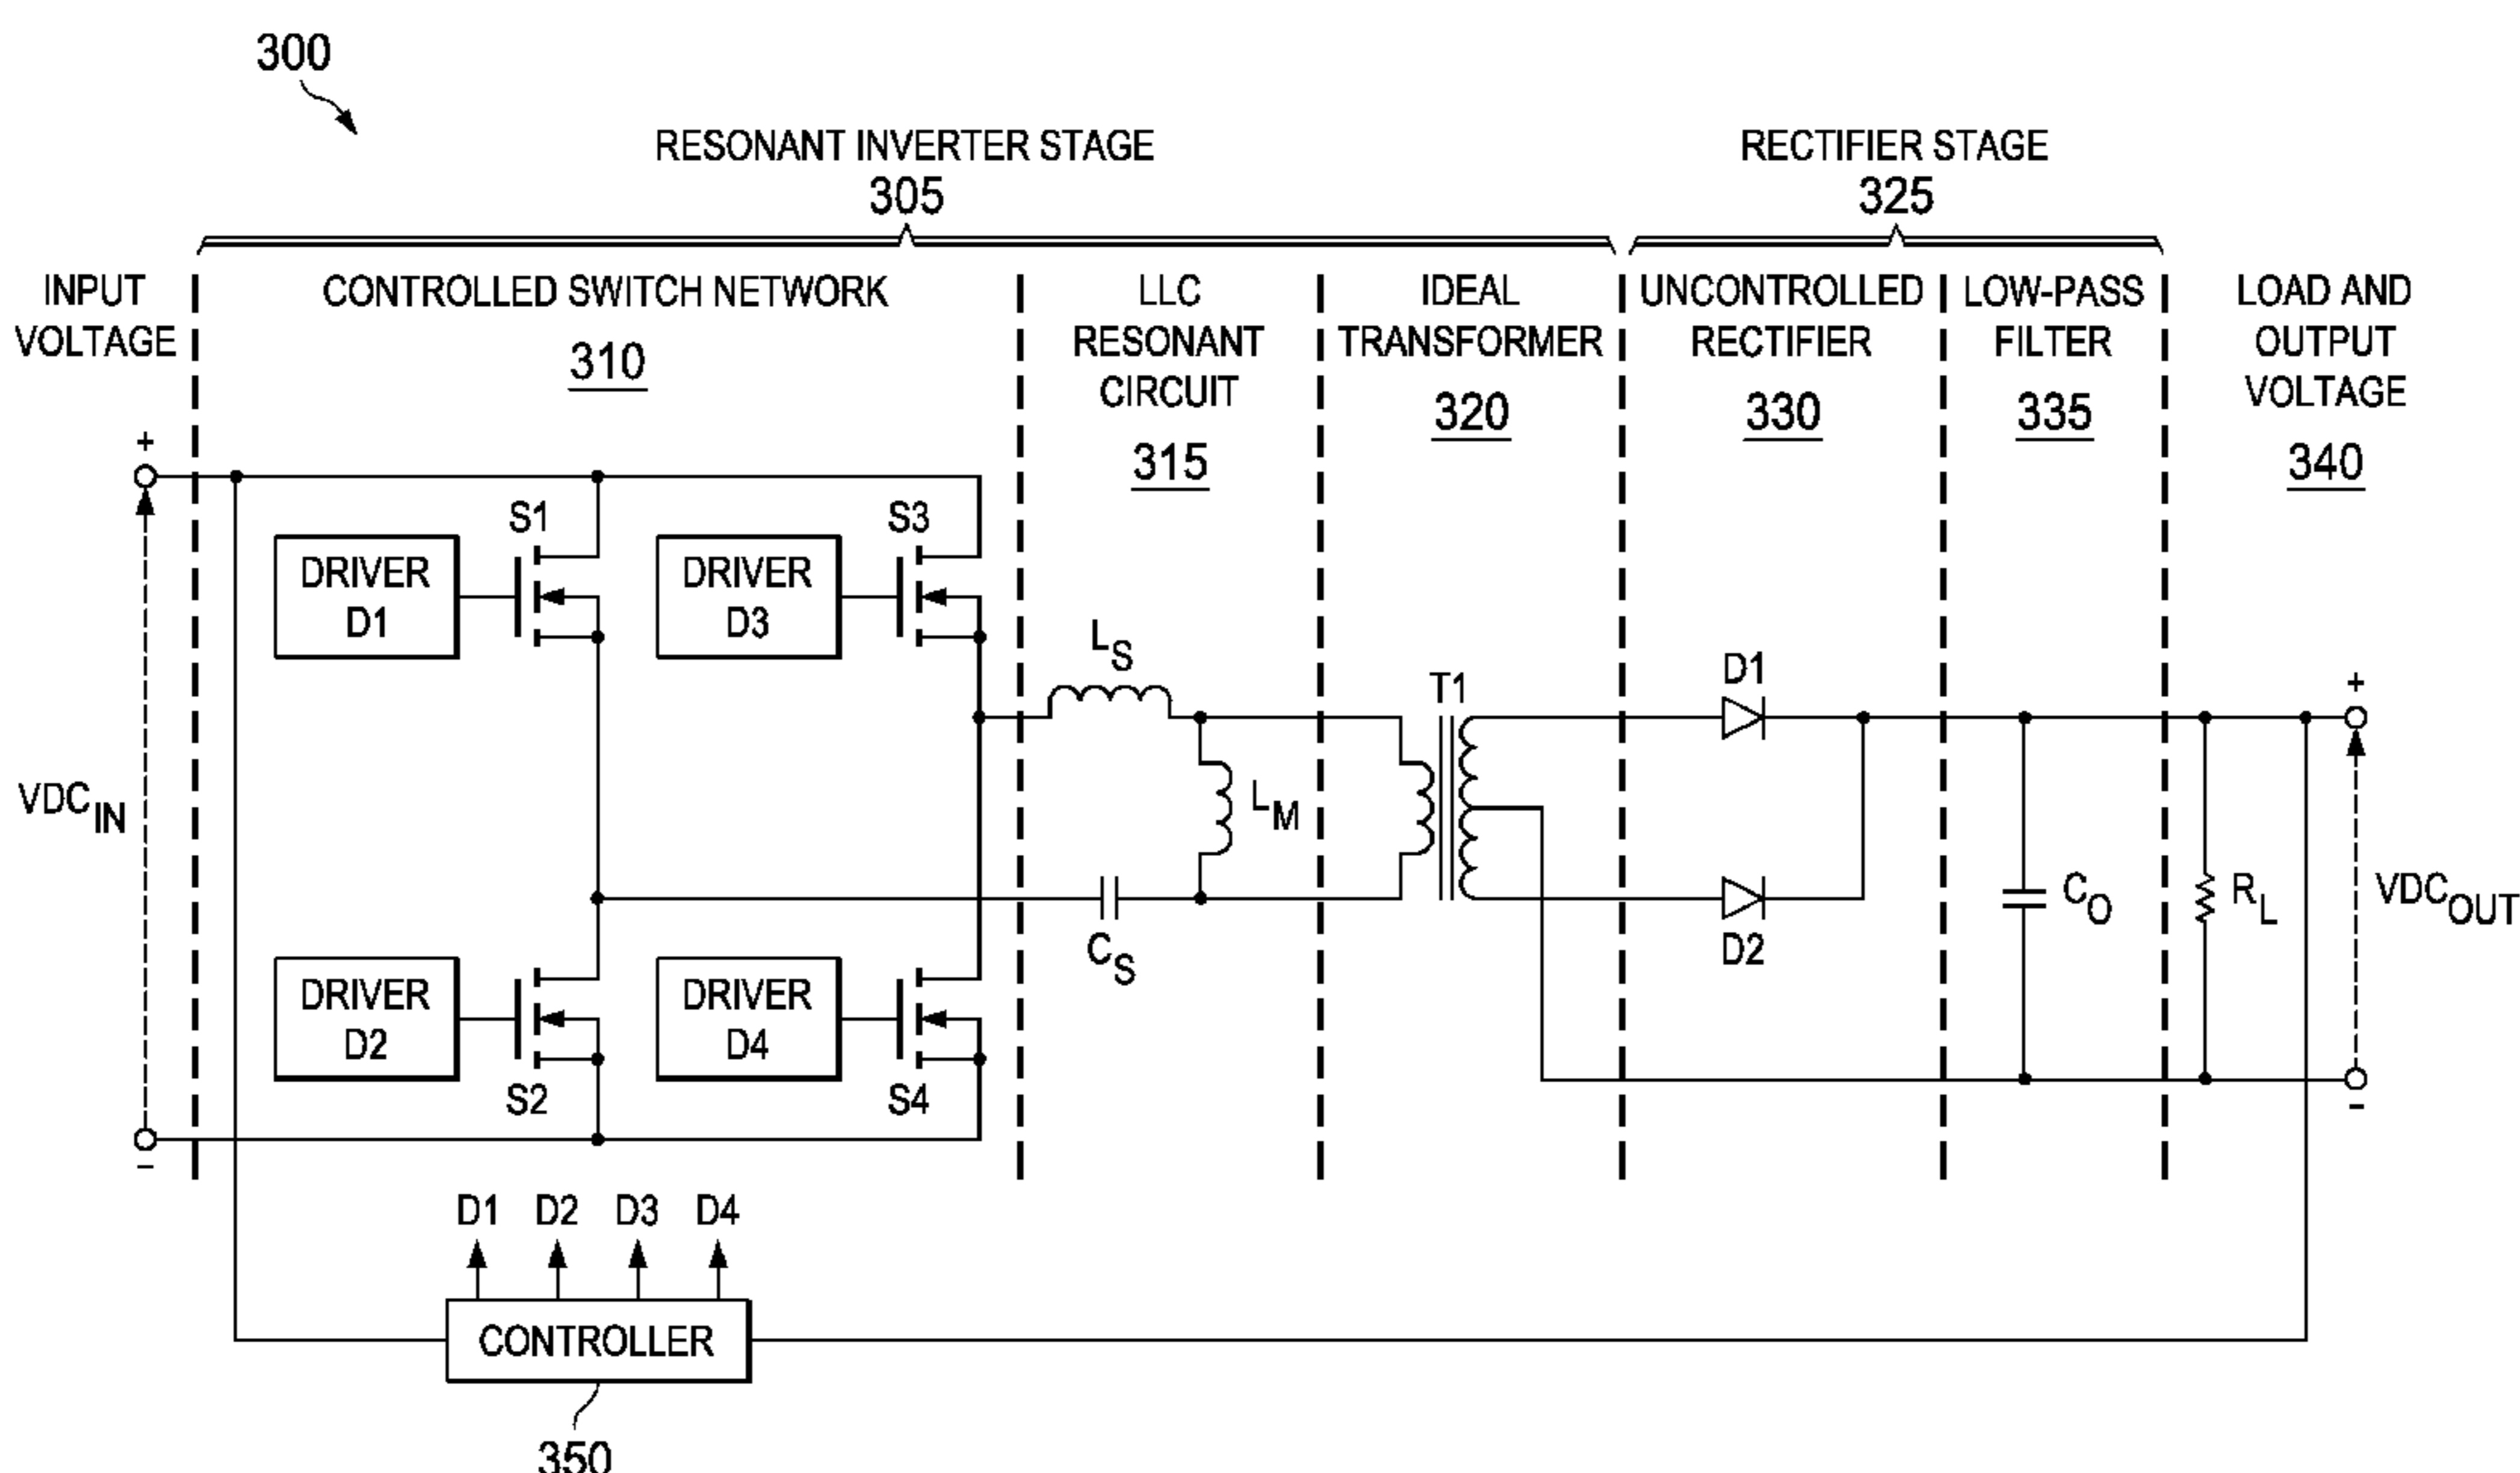 300
RESONANT INVERTER STAGE
305
RECTIFIER STAGE
325
INPUT
VOLTAGE
CONTROLLED SWITCH NETWORK
310
LLC
RESONANT
CIRCUIT
315
IDEAL
TRANSFORMER
320
UNCONTROLLED
RECTIFIER
330
LOW-PASS
FILTER
335
LOAD AND
OUTPUT
VOLTAGE
340
+
VDCIN
-
DRIVER
D1
S1
DRIVER
D3
S3
DRIVER
D2
S2
DRIVER
D4
S4
LS
LM
CS
T1
D1
D2
CO
RL
+
VDCOUT
-
D1 D2 D3 D4
CONTROLLER
350